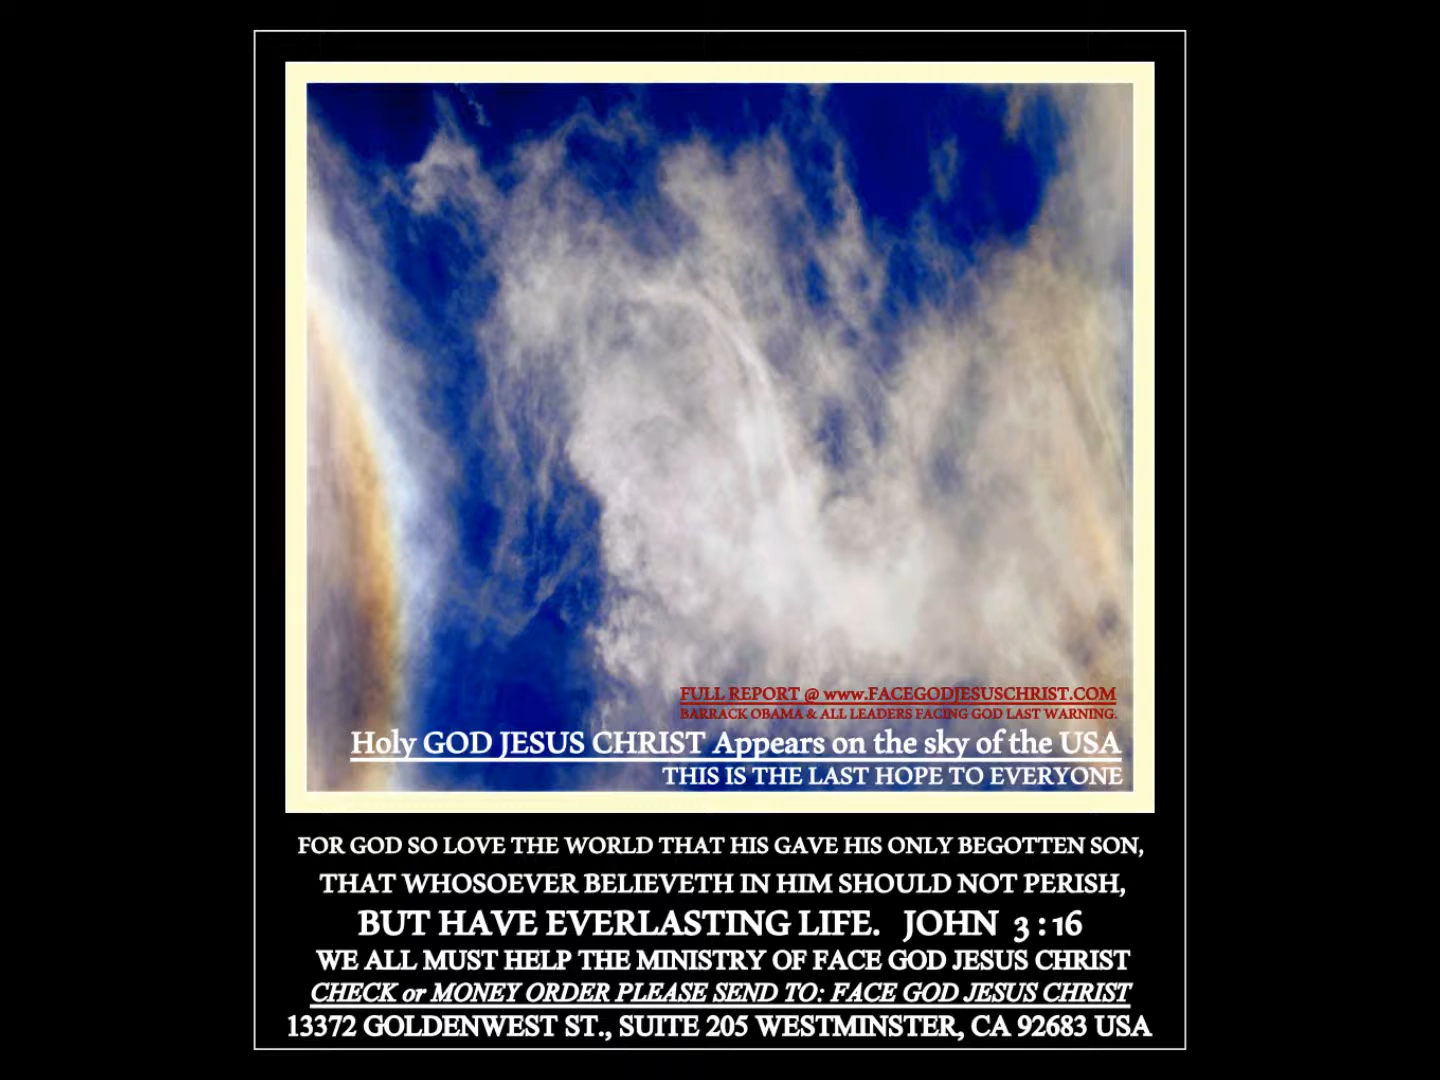 FULL REPORT @ www.FACEGODJESUSCHRIST.COM
BARRACK OBAMA & ALL LEADERS FACING GOD LAST WARNING.
Holy GOD JESUS CHRIST Appears on the sky of the USA
THIS IS THE LAST HOPE TO EVERYONE
FOR GOD SO LOVE THE WORLD THAT HIS GAVE HIS ONLY BEGOTTEN SON,
THAT WHOSOEVER BELIEVETH IN HIM SHOULD NOT PERISH,
BUT HAVE EVERLASTING LIFE. JOHN 3 : 16
WE ALL MUST HELP THE MINISTRY OF FACE GOD JESUS CHRIST
CHECK or MONEY ORDER PLEASE SEND TO: FACE GOD JESUS CHRIST
13372 GOLDENWEST ST., SUITE 205 WESTMINSTER, CA 92683 USA